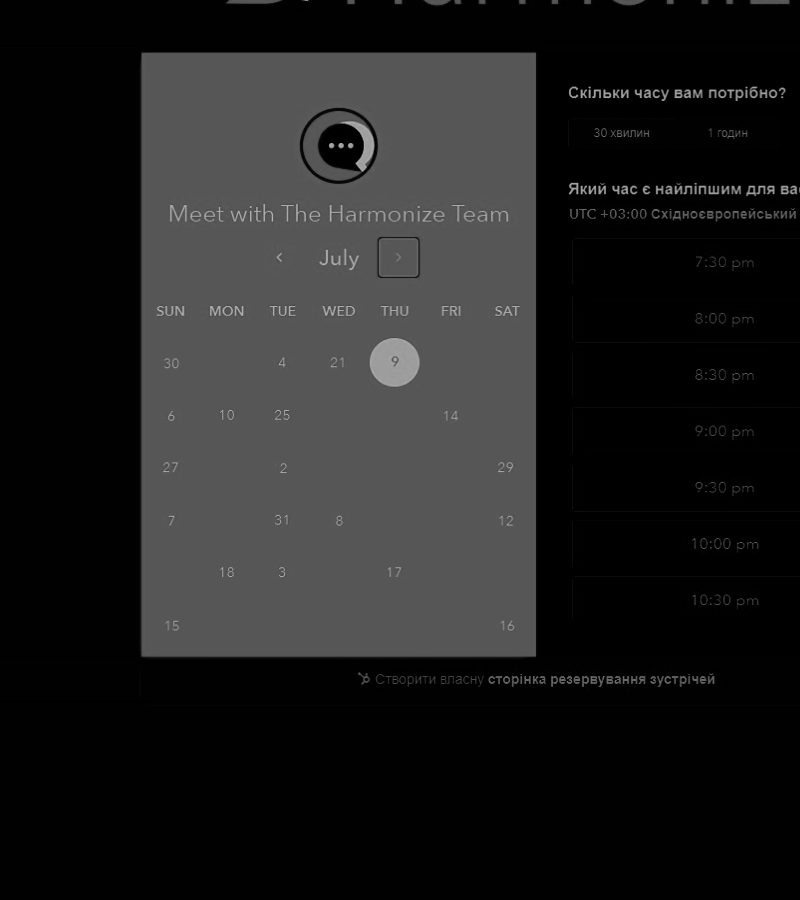 Meet with The Harmonize Team
July
SUN MON TUE WED THU FRI SAT
30 4 21 9
6 10 25 14
27 2 29
7 31 8 12
18 3 17
15 16
Скільки часу вам потрібно?
30 хвилин 1 годин
Який час є найліпшим для
UTC +03:00 Східноєвропейський
7:30 pm
8:00 pm
8:30 pm
9:00 pm
9:30 pm
10:00 pm
10:30 pm
Створити власну сторінка резервування зустрічей